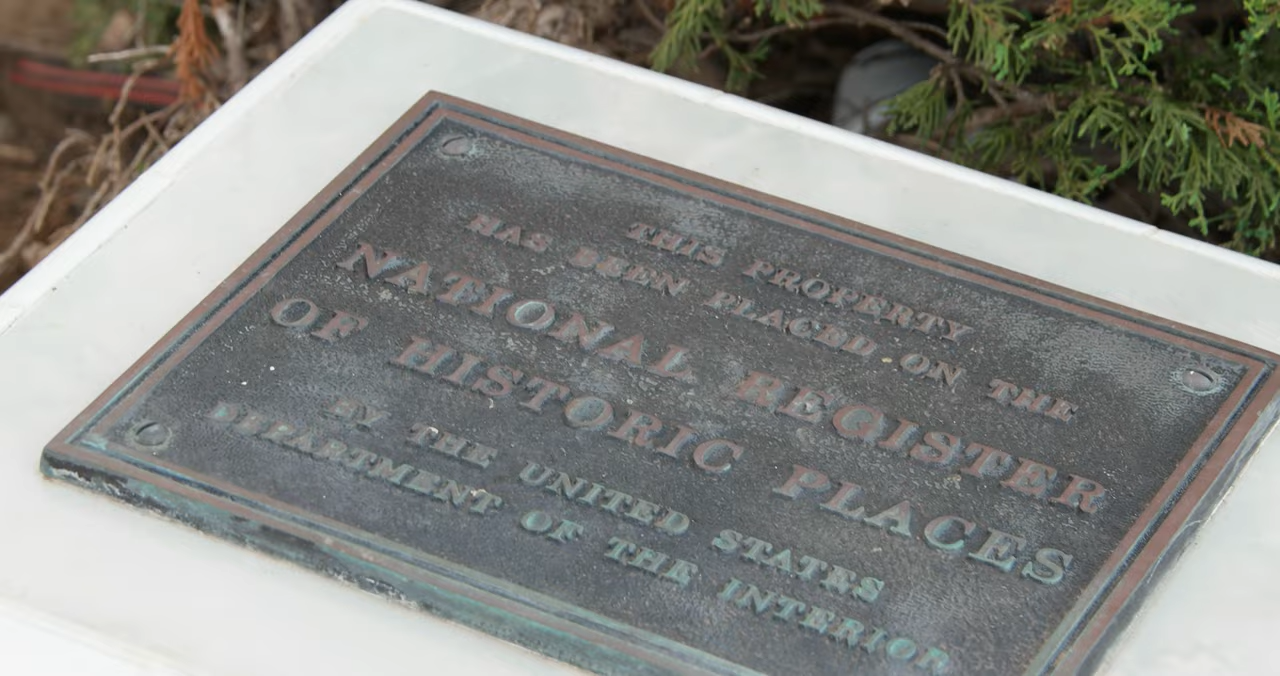 THIS PROPERTY
HAS BEEN PLACED ON THE
NATIONAL REGISTER
OF HISTORIC PLACES
BY THE UNITED STATES
DEPARTMENT OF THE INTERIOR